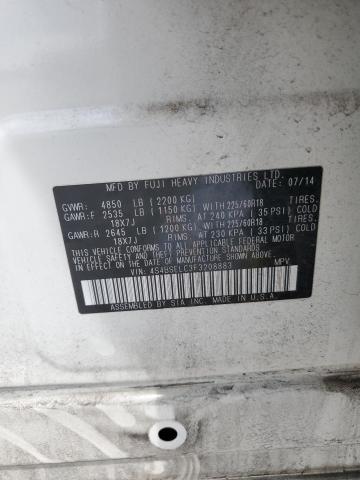 MFD BY FUJI HEAVY INDUSTRIES LTD. DATE: 07/14
GVWR: 4850 LB (2200 KG)
GAWR:F 2535 LB (1150 KG) WITH 225/60R18 TIRES.
18X7J RIMS. AT 240 KPA (35 PSI) COLD
GAWR:R 2645 LB (1200 KG) WITH 225/60R18 TIRES.
18X7J RIMS. AT 230 KPA (33 PSI) COLD
THIS VEHICLE CONFORMS TO ALL APPLICABLE FEDERAL MOTOR
VEHICLE SAFETY BUMPER, AND THEFT PREVENTION
STANDARDS IN EFFECT ON THE DATE OF MANUFACTURE SHOWN ABOVE.
VIN: 4S4BSELC3F3208883 MPV
ASSEMBLED BY SIA INC. MADE IN U.S.A.